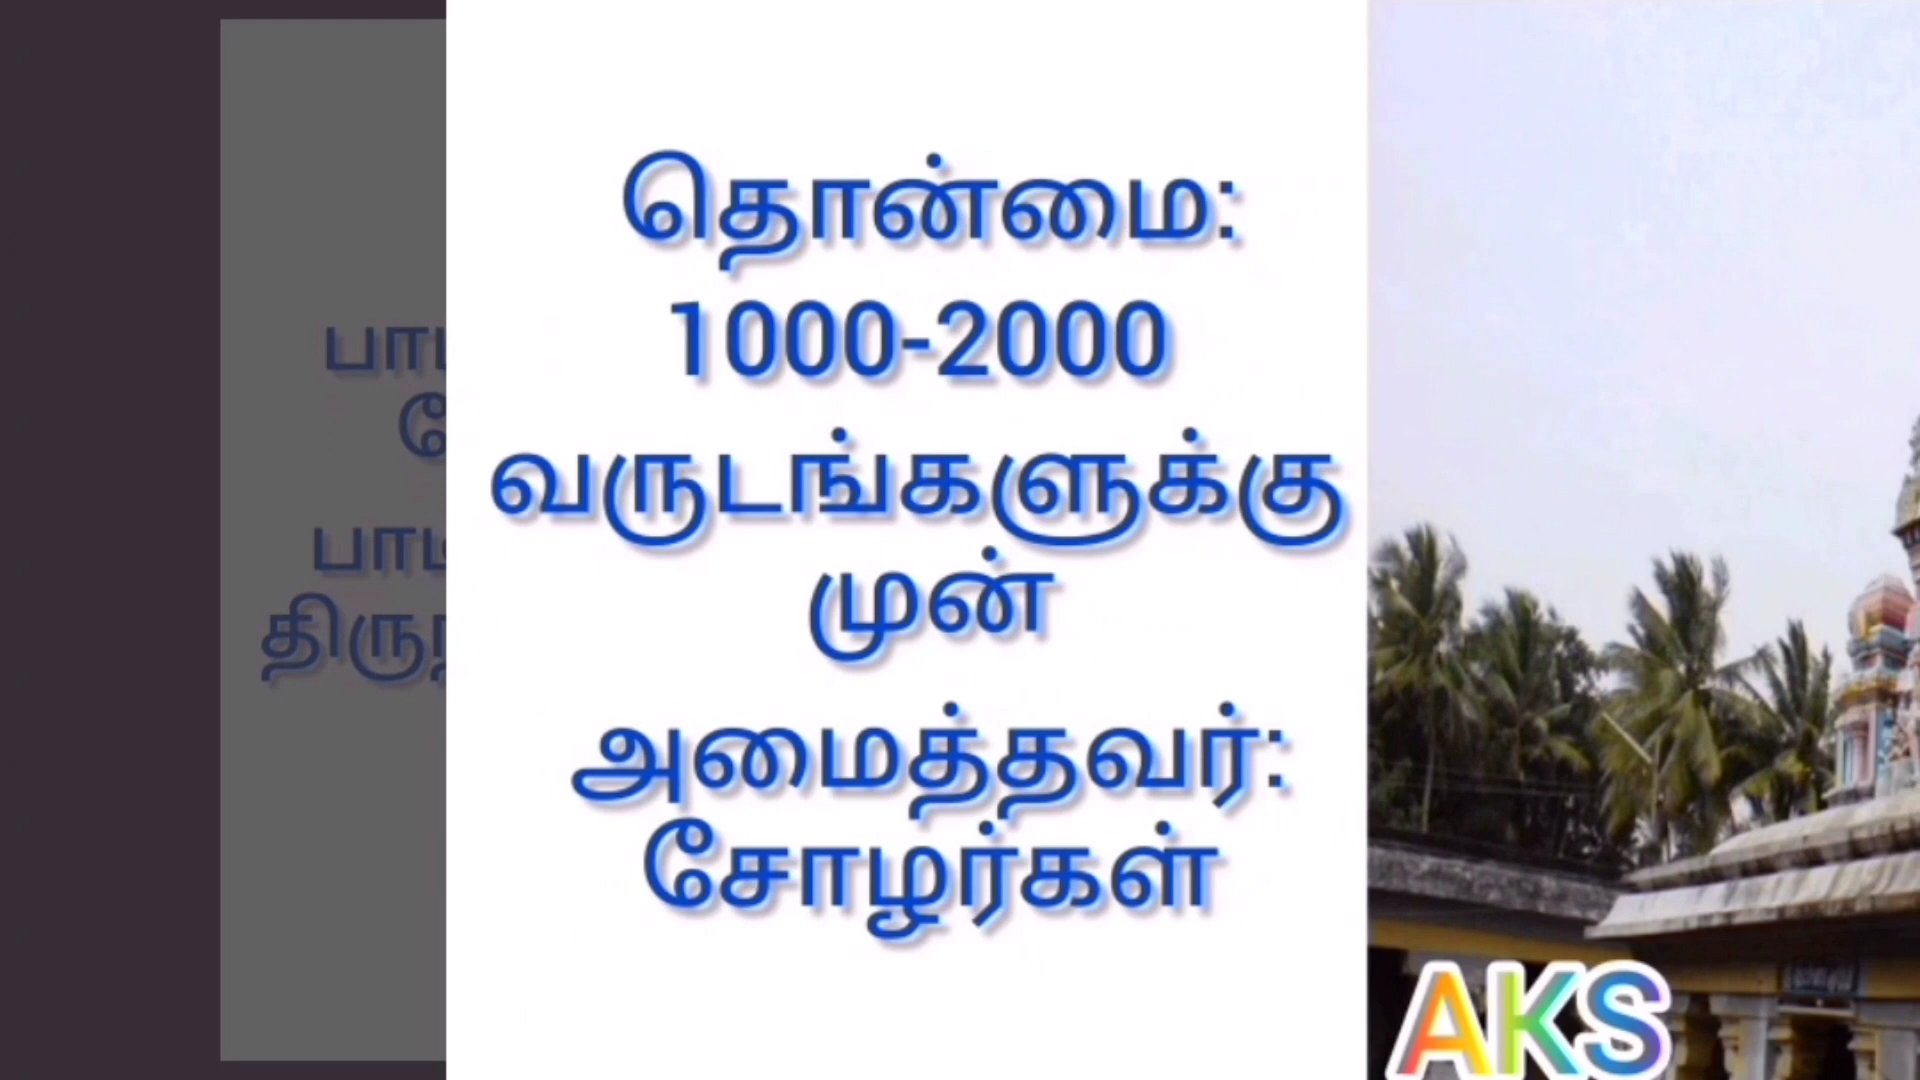 தொன்மை:
1000-2000
வருடங்களுக்கு
முன்
அமைத்தவர்:
சோழர்கள்
AKS